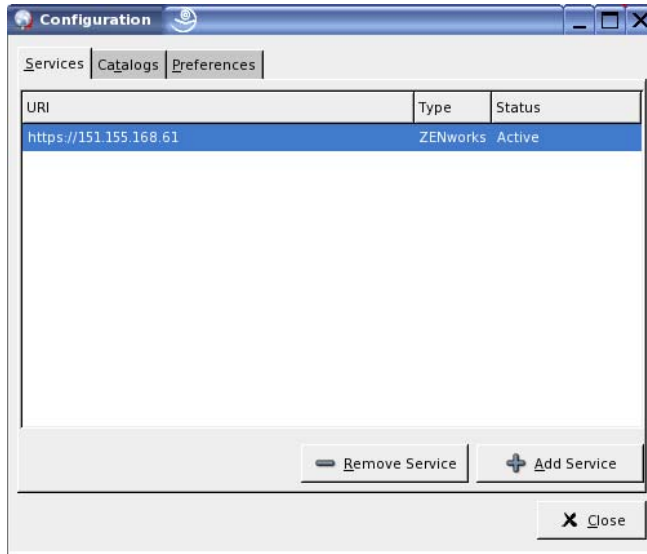 Configuration
Services Catalogs Preferences
URI Type Status
https://151.155.168.61 ZENworks Active
Remove Service Add Service
Close